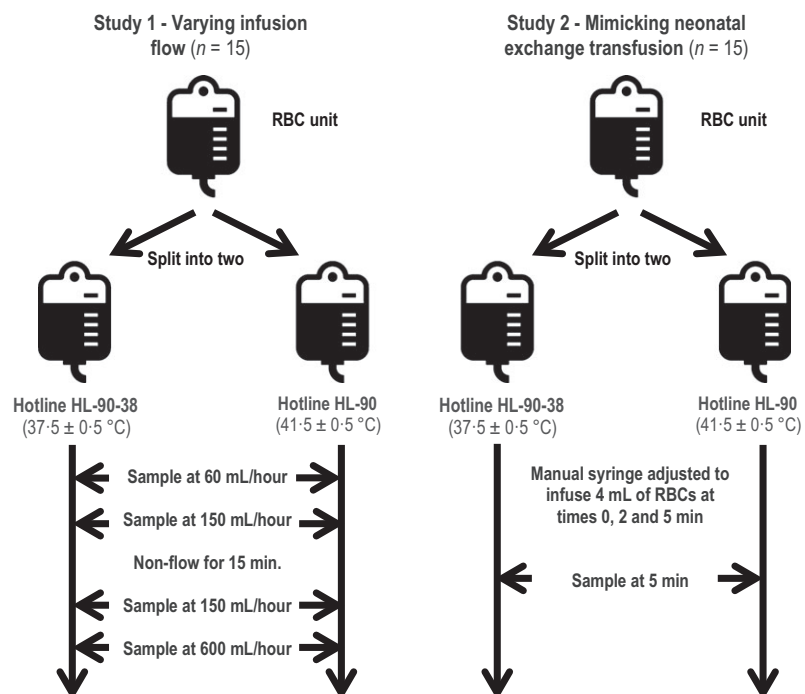 Study 1 - Varying infusion
flow (n = 15)
RBC unit
Split into two
Hotline HL-90-38
(37·5 ± 0·5 °C)
Hotline HL-90
(41·5 ± 0·5 °C)
Sample at 60 mL/hour
Sample at 150 mL/hour
Non-flow for 15 min.
Sample at 150 mL/hour
Sample at 600 mL/hour
Study 2 - Mimicking neonatal
exchange transfusion (n = 15)
RBC unit
Split into two
Hotline HL-90-38
(37·5 ± 0·5 °C)
Hotline HL-90
(41·5 ± 0·5 °C)
Manual syringe adjusted to
infuse 4 mL of RBCs at
times 0, 2 and 5 min
Sample at 5 min